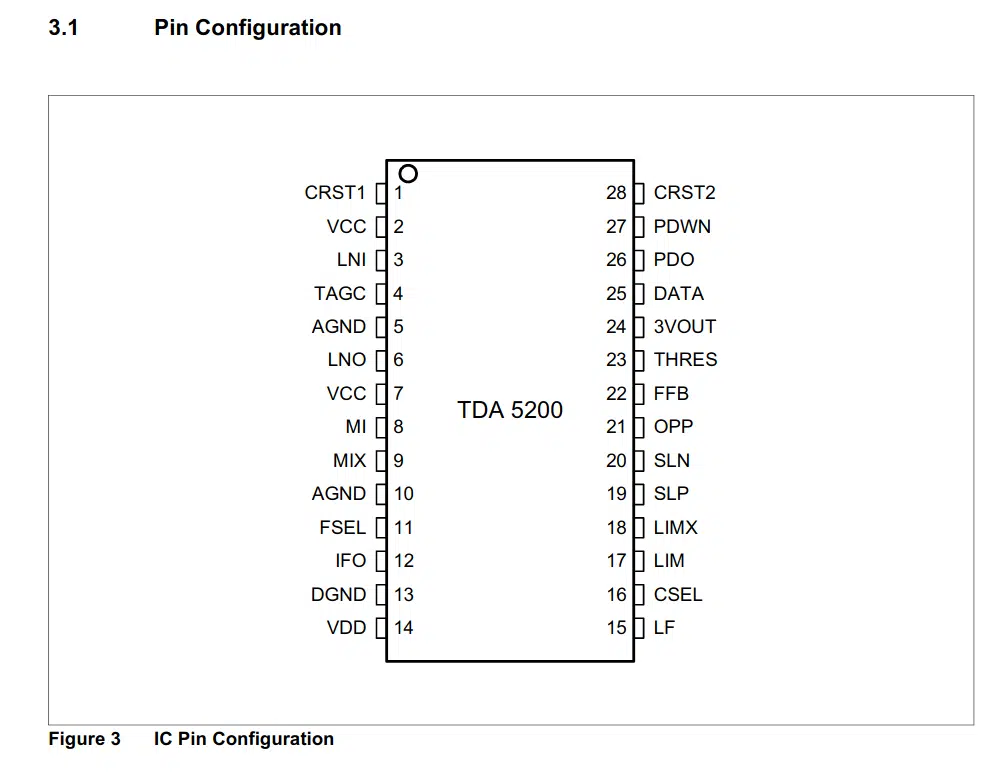 3.1 Pin Configuration
CRST1 1 28 CRST2
VCC 2 27 PDWN
LNI 3 26 PDO
TAGC 4 25 DATA
AGND 5 24 3VOUT
LNO 6 23 THRES
VCC 7 22 FFB
TDA 5200
MI 8 21 OPP
MIX 9 20 SLN
AGND 10 19 SLP
FSEL 11 18 LIMX
IFO 12 17 LIM
DGND 13 16 CSEL
VDD 14 15 LF
Figure 3 IC Pin Configuration